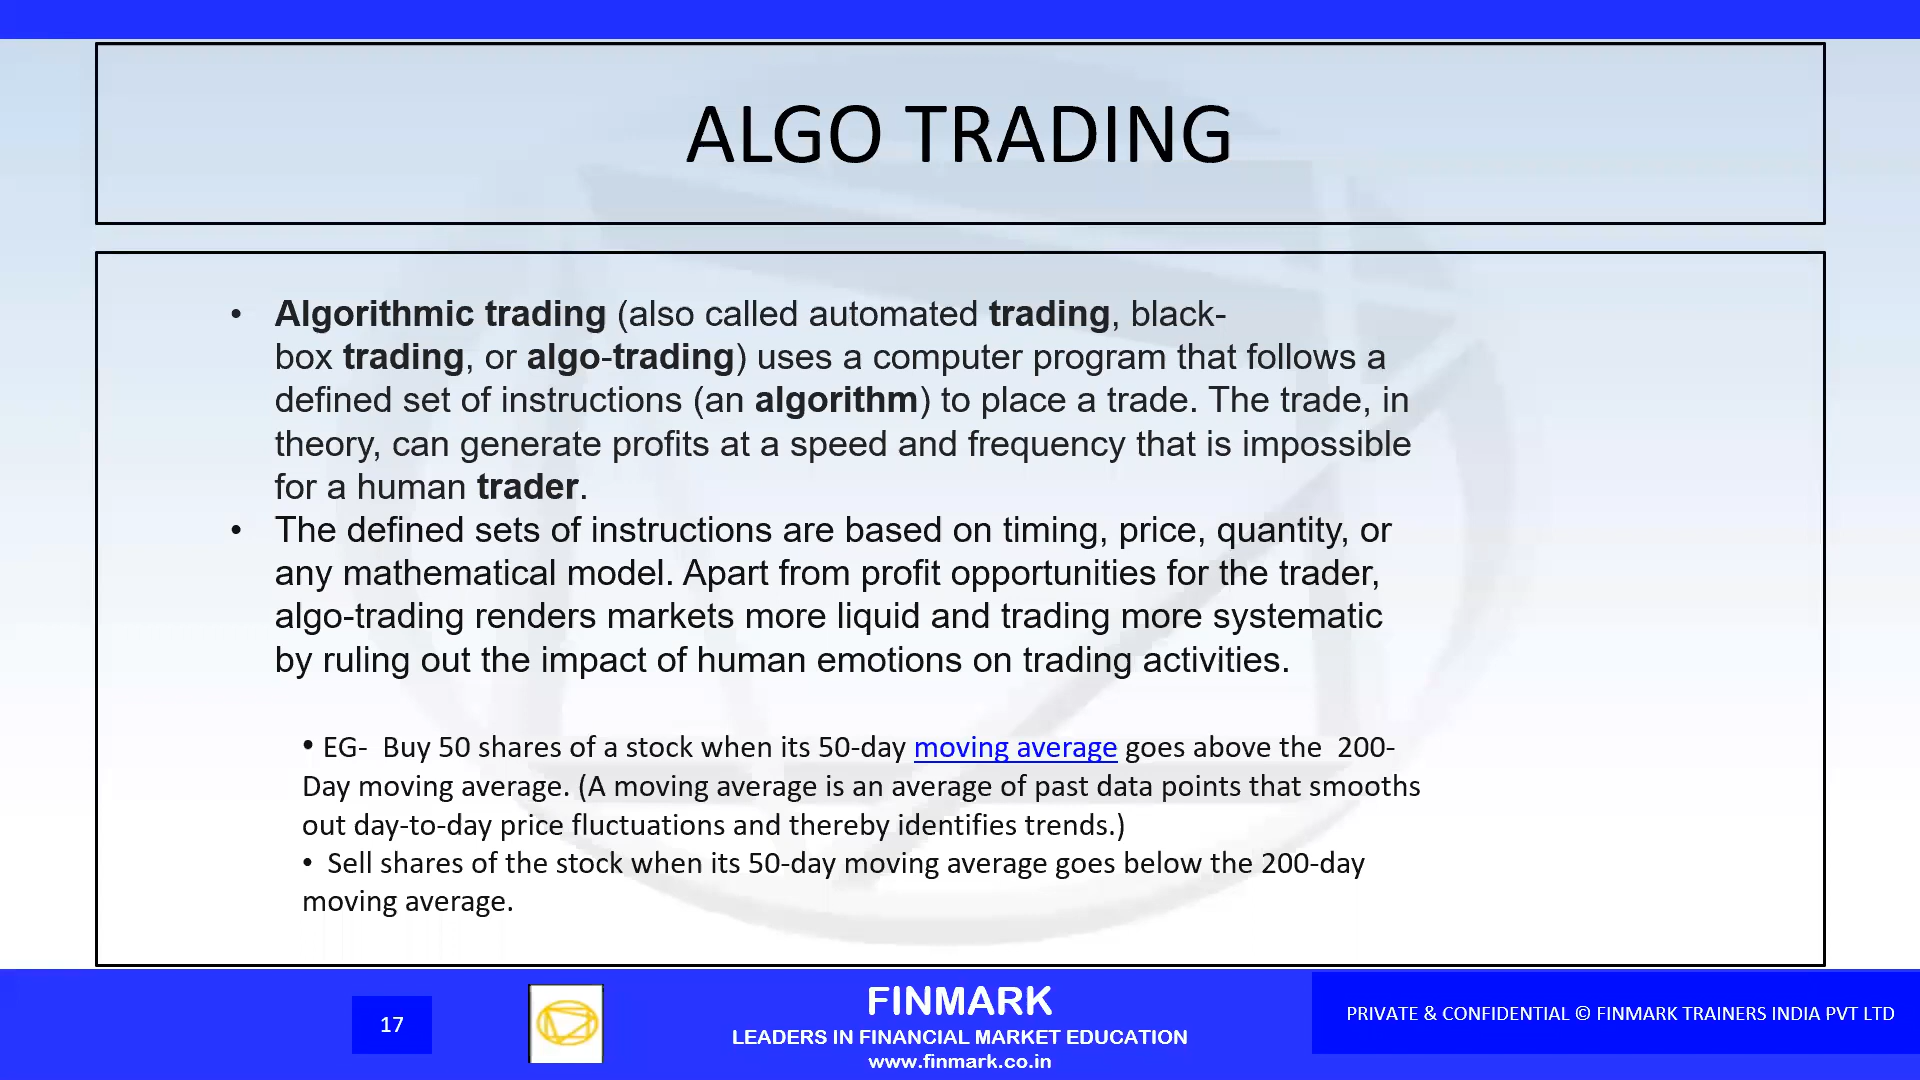 ALGO TRADING
• Algorithmic trading (also called automated trading, black-
box trading, or algo-trading) uses a computer program that follows a
defined set of instructions (an algorithm) to place a trade. The trade, in
theory, can generate profits at a speed and frequency that is impossible
for a human trader.
• The defined sets of instructions are based on timing, price, quantity, or
any mathematical model. Apart from profit opportunities for the trader,
algo-trading renders markets more liquid and trading more systematic
by ruling out the impact of human emotions on trading activities.
• EG-  Buy 50 shares of a stock when its 50-day moving average goes above the  200-
Day moving average. (A moving average is an average of past data points that smooths
out day-to-day price fluctuations and thereby identifies trends.)
•  Sell shares of the stock when its 50-day moving average goes below the 200-day
moving average.
17
FINMARK
LEADERS IN FINANCIAL MARKET EDUCATION
www.finmark.co.in
PRIVATE & CONFIDENTIAL © FINMARK TRAINERS INDIA PVT LTD